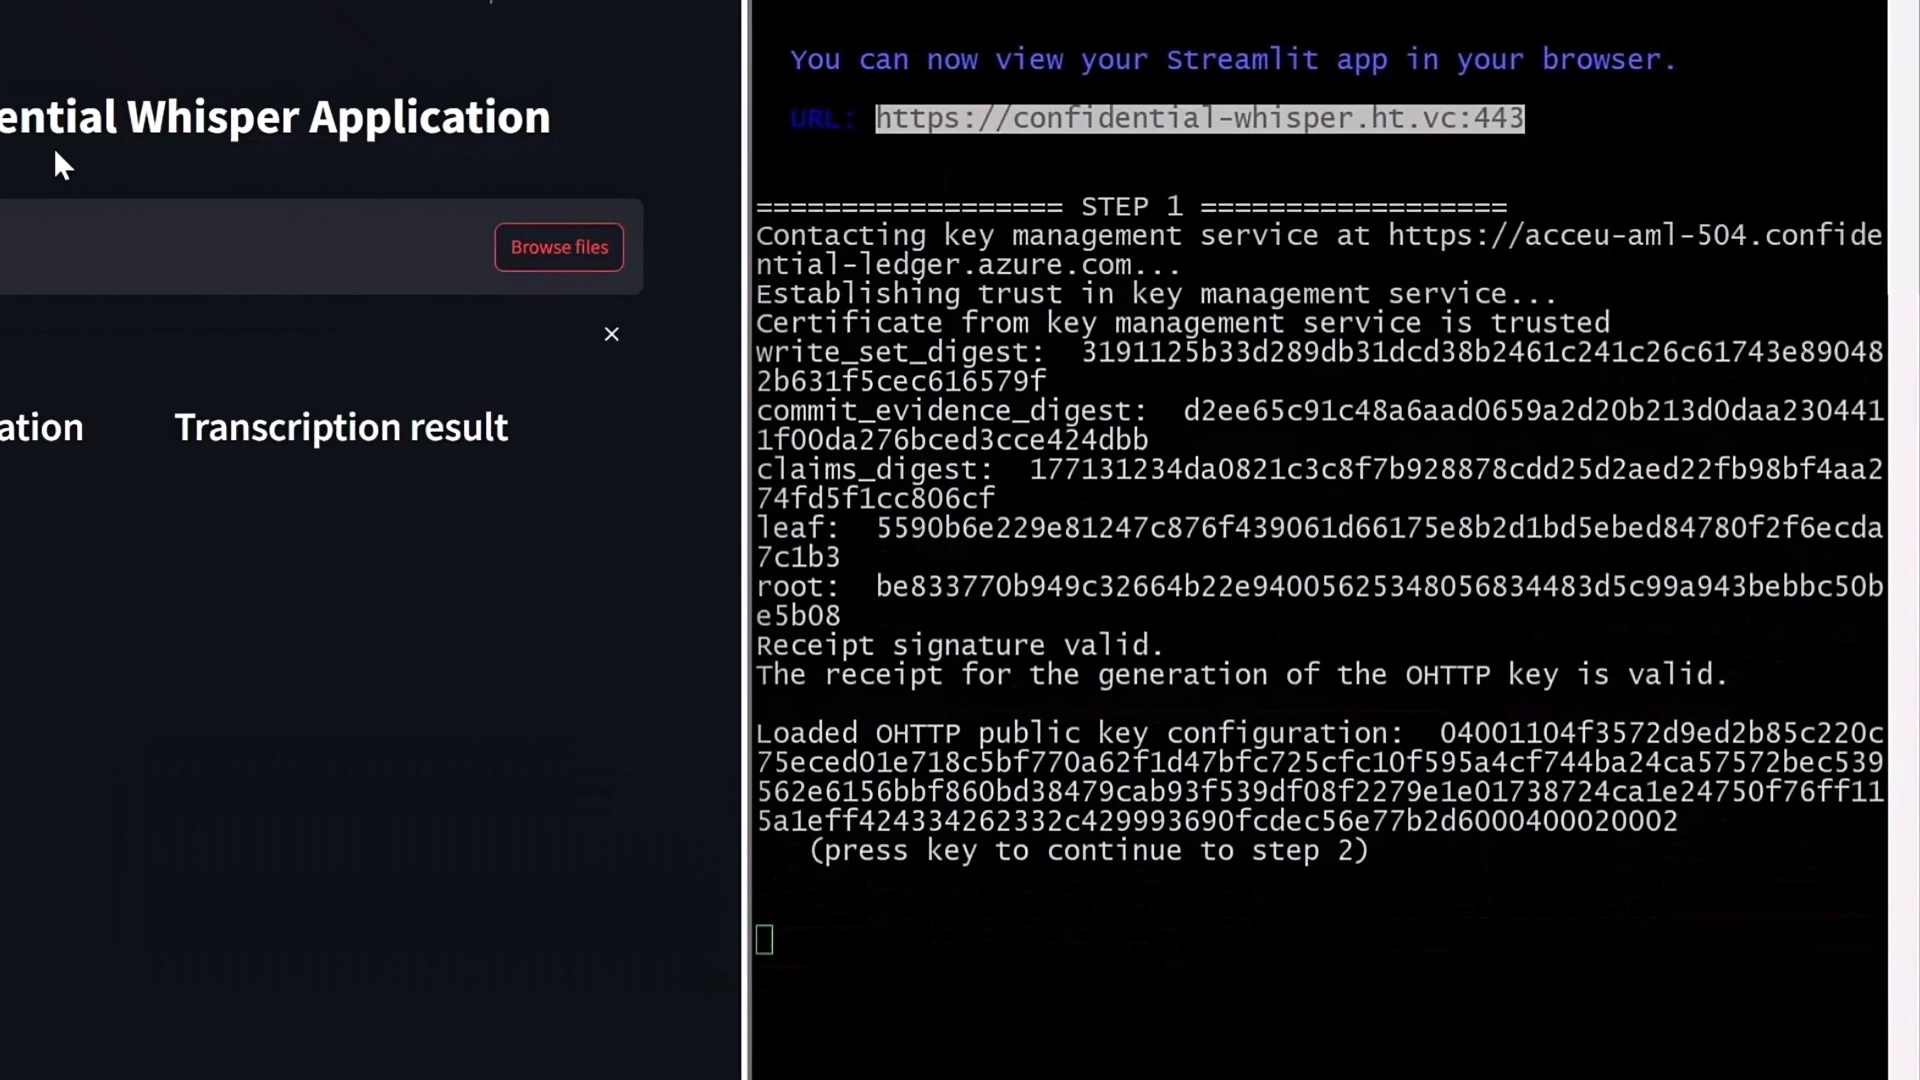 ential Whisper Application
Browse files
×
ation
Transcription result
You can now view your Streamlit app in your browser.
URL: https://confidential-whisper.ht.vc:443
================== STEP 1 ==================
Contacting key management service at https://acceu-aml-504.confide
ntial-ledger.azure.com...
Establishing trust in key management service...
Certificate from key management service is trusted
write_set_digest: 3191125b33d289db31dcd38b2461c241c26c61743e89048
2b631f5cec616579f
commit_evidence_digest: d2ee65c91c48a6aad0659a2d20b213d0daa230441
1f00da276bced3cce424dbb
claims_digest: 177131234da0821c3c8f7b928878cdd25d2aed22fb98bf4aa2
74fd5f1cc806cf
leaf: 5590b6e229e81247c876f439061d66175e8b2d1bd5ebed84780f2f6ecda
7c1b3
root: be833770b949c32664b22e94005625348056834483d5c99a943bebbc50b
e5b08
Receipt signature valid.
The receipt for the generation of the OHTTP key is valid.
Loaded OHTTP public key configuration: 04001104f3572d9ed2b85c220c
75eced01e718c5bf770a62f1d47bfc725cfc10f595a4cf744ba24ca57572bec539
562e6156bbf860bd38479cab93f539df08f2279e1e01738724ca1e24750f76ff11
5a1eff424334262332c429993690fcdec56e77b2d6000400020002
(press key to continue to step 2)